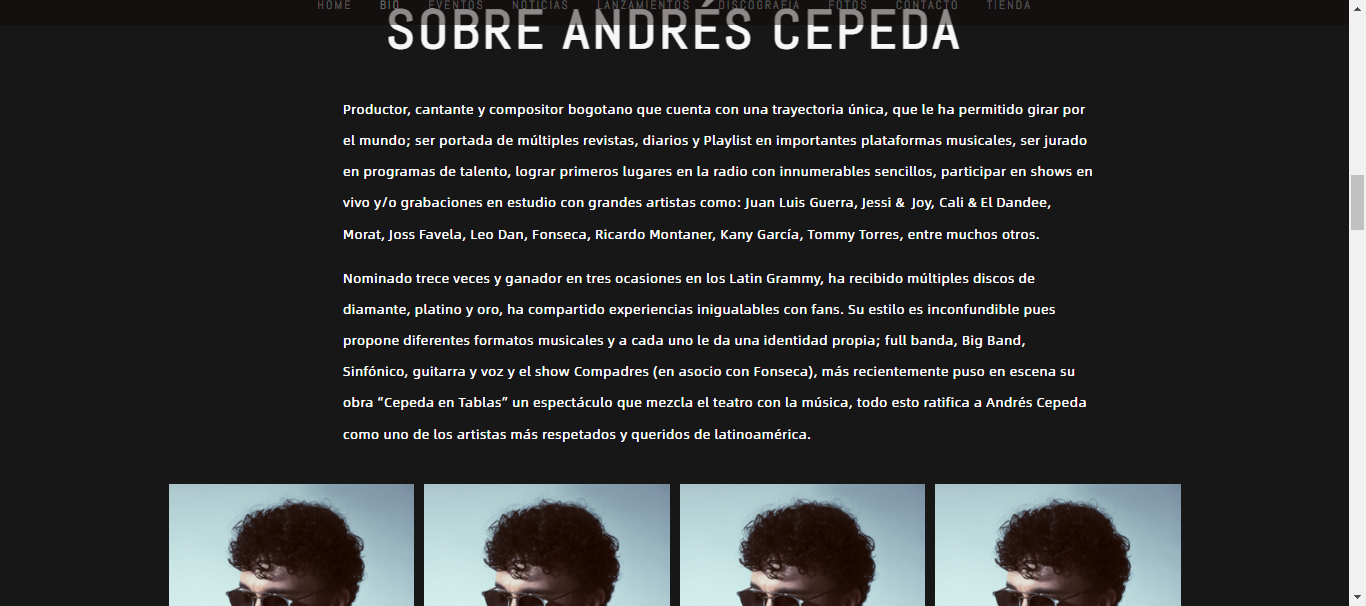 HOME BIO EVENTOS NOTICIAS LANZAMIENTOS DISCOGRAFÍA FOTOS CONTACTO TIENDA
SOBRE ANDRÉS CEPEDA
Productor, cantante y compositor bogotano que cuenta con una trayectoria única, que le ha permitido girar por
el mundo; ser portada de múltiples revistas, diarios y Playlist en importantes plataformas musicales, ser jurado
en programas de talento, lograr primeros lugares en la radio con innumerables sencillos, participar en shows en
vivo y/o grabaciones en estudio con grandes artistas como: Juan Luis Guerra, Jessi & Joy, Cali & El Dandee,
Morat, Joss Favela, Leo Dan, Fonseca, Ricardo Montaner, Kany García, Tommy Torres, entre muchos otros.
Nominado trece veces y ganador en tres ocasiones en los Latin Grammy, ha recibido múltiples discos de
diamante, platino y oro, ha compartido experiencias inigualables con fans. Su estilo es inconfundible pues
propone diferentes formatos musicales y a cada uno le da una identidad propia; full banda, Big Band,
Sinfónico, guitarra y voz y el show Compadres (en asocio con Fonseca), más recientemente puso en escena su
obra “Cepeda en Tablas” un espectáculo que mezcla el teatro con la música, todo esto ratifica a Andrés Cepeda
como uno de los artistas más respetados y queridos de latinoamérica.